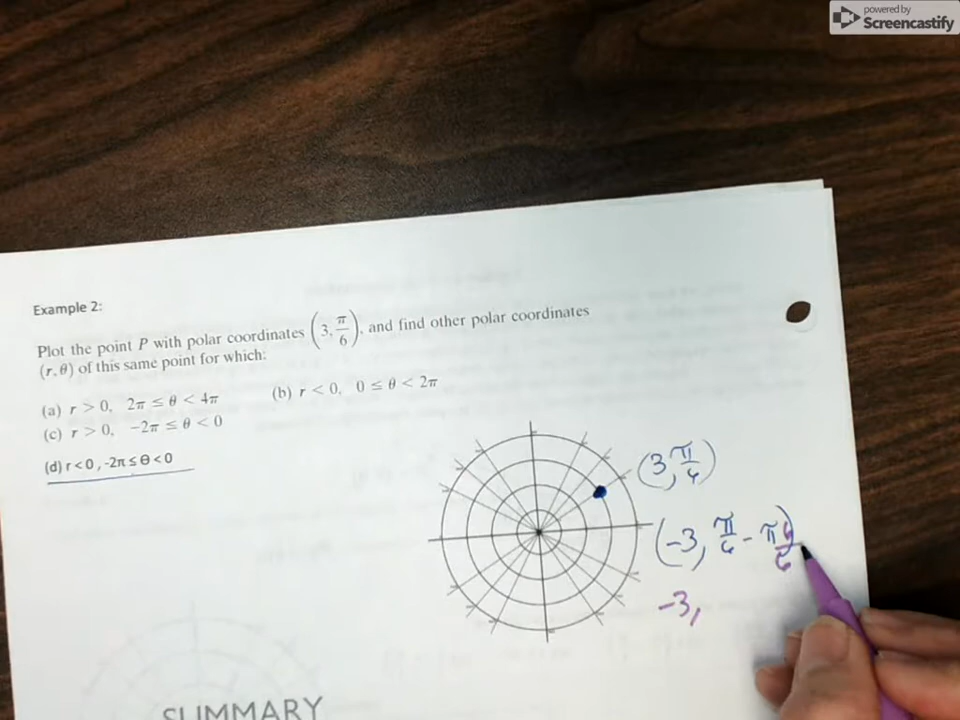 powered by
Screencastify
Example 2:
Plot the point P with polar coordinates (3, π/6), and find other polar coordinates
(r, θ) of this same point for which:
(a) r > 0, 2π ≤ θ < 4π (b) r < 0, 0 ≤ θ < 2π
(c) r > 0, -2π ≤ θ < 0
(d) r < 0, -2π ≤ θ < 0
(3, π/6)
(-3, π/6 - π 6/6)
-3,
SUMMARY